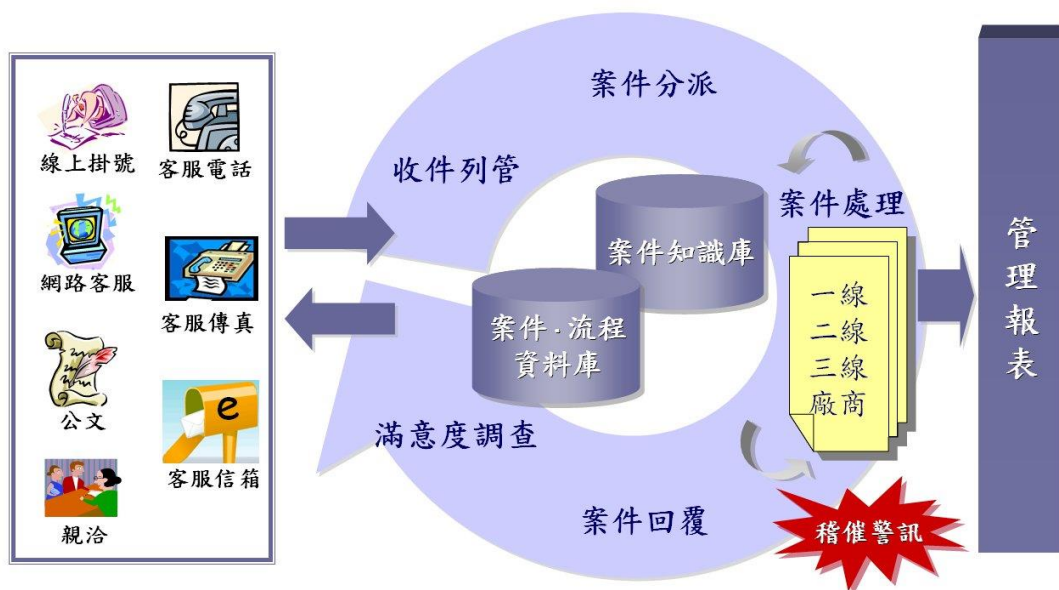 線上掛號
客服電話
網路客服
客服傳真
公文
e
客服信箱
親洽
收件列管
案件分派
案件處理
案件知識庫
案件·流程
資料庫
一線
二線
三線
廠商
滿意度調查
案件回覆
稽催警訊
管理報表